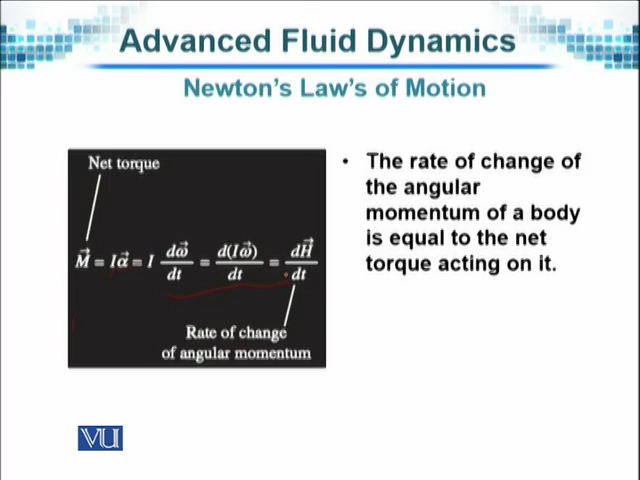 Advanced Fluid Dynamics
Newton's Law's of Motion
Net torque
M⃗ = Iα⃗ = I dω⃗/dt = d(Iω⃗)/dt = dH⃗/dt
Rate of change
of angular momentum
• The rate of change of
the angular
momentum of a body
is equal to the net
torque acting on it.
VU